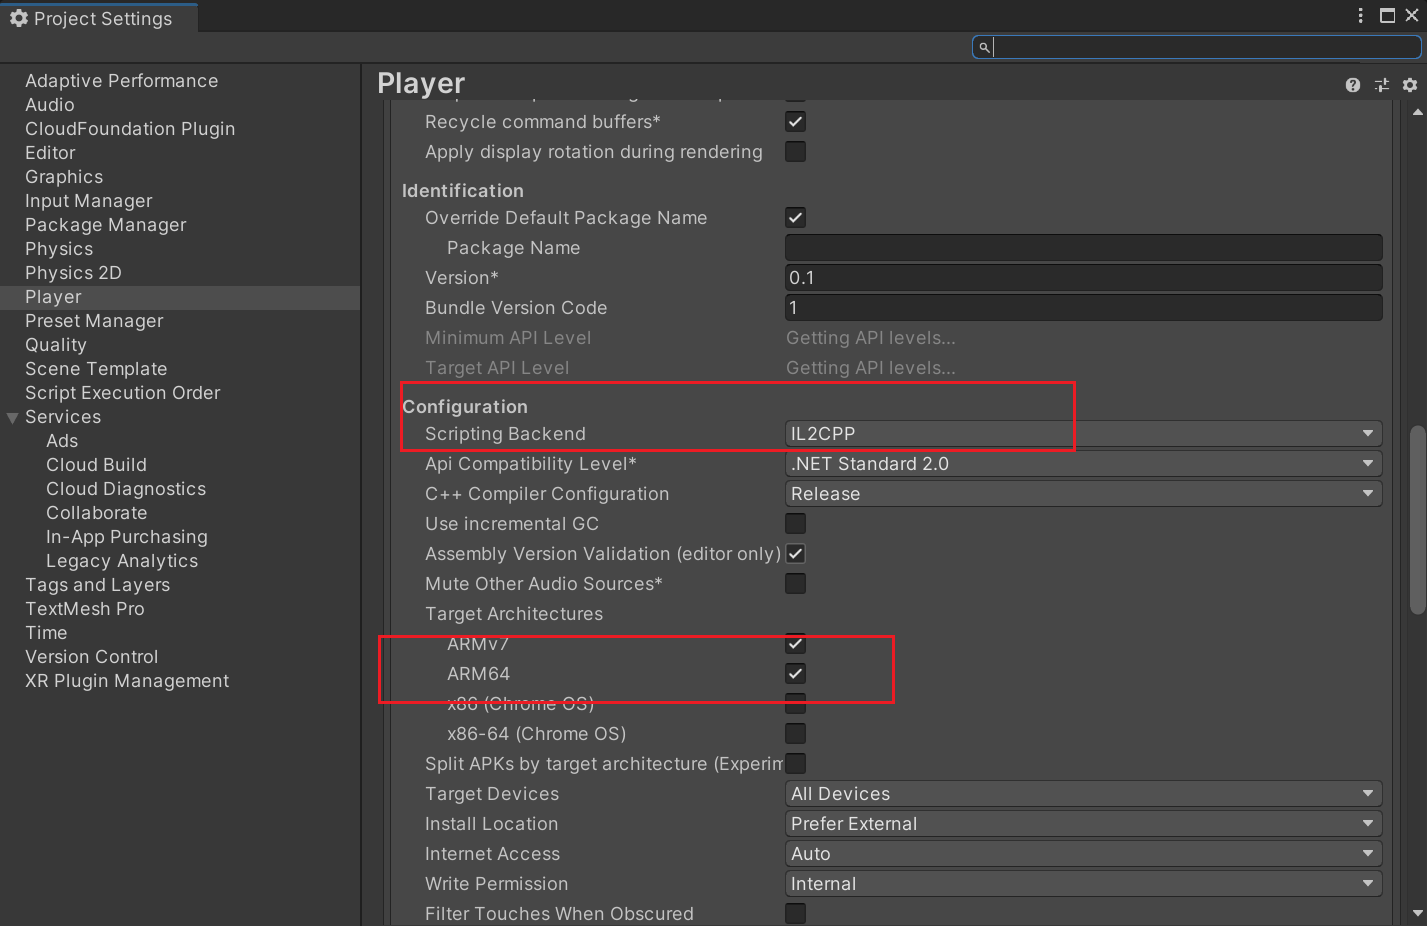 Project Settings
Adaptive Performance
Audio
CloudFoundation Plugin
Editor
Graphics
Input Manager
Package Manager
Physics
Physics 2D
Player
Preset Manager
Quality
Scene Template
Script Execution Order
Services
Ads
Cloud Build
Cloud Diagnostics
Collaborate
In-App Purchasing
Legacy Analytics
Tags and Layers
TextMesh Pro
Time
Version Control
XR Plugin Management
Player
Recycle command buffers*
Apply display rotation during rendering
Identification
Override Default Package Name
Package Name
Version* 0.1
Bundle Version Code 1
Minimum API Level Getting API levels...
Target API Level Getting API levels...
Configuration
Scripting Backend IL2CPP
Api Compatibility Level* .NET Standard 2.0
C++ Compiler Configuration Release
Use incremental GC
Assembly Version Validation (editor only)
Mute Other Audio Sources*
Target Architectures
ARMv7
ARM64
x86 (Chrome OS)
x86-64 (Chrome OS)
Split APKs by target architecture (Experim
Target Devices All Devices
Install Location Prefer External
Internet Access Auto
Write Permission Internal
Filter Touches When Obscured